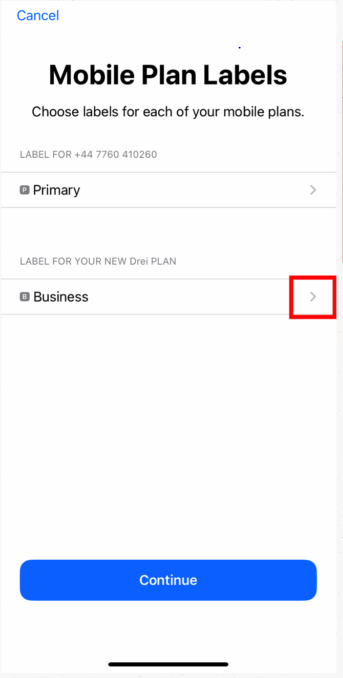 Cancel
Mobile Plan Labels
Choose labels for each of your mobile plans.
LABEL FOR +44 7760 410260
P Primary
LABEL FOR YOUR NEW Drei PLAN
B Business
Continue